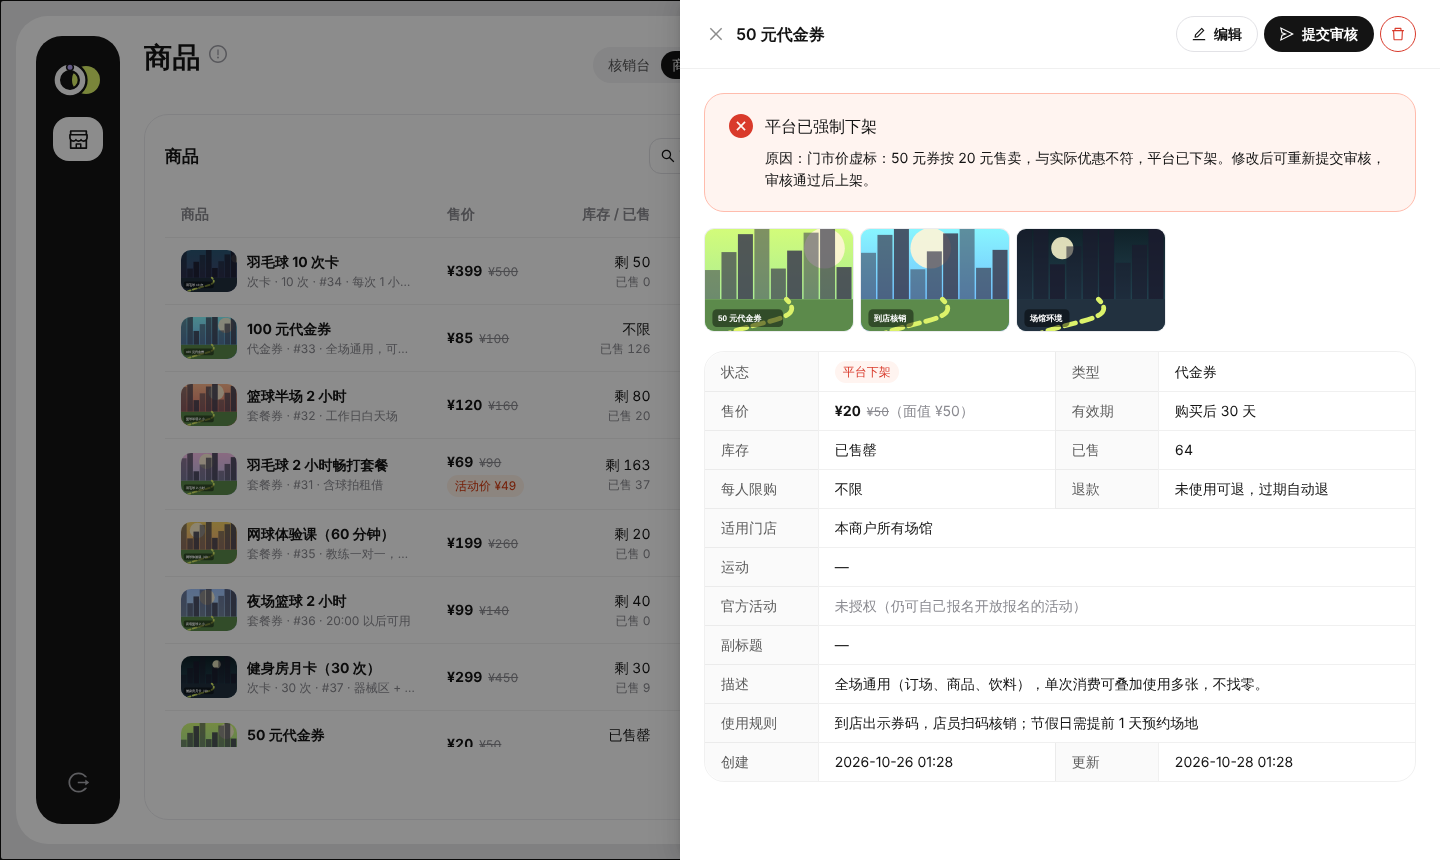 商品
核销台
商品
商品
售价
库存 / 已售
羽毛球 10 次卡
次卡 · 10 次 · #34 · 每次 1 小...
¥399 ¥500
剩 50
已售 0
100 元代金券
代金券 · #33 · 全场通用，可...
¥85 ¥100
不限
已售 126
篮球半场 2 小时
套餐券 · #32 · 工作日白天场
¥120 ¥160
剩 80
已售 20
羽毛球 2 小时畅打套餐
套餐券 · #31 · 含球拍租借
¥69 ¥90
活动价 ¥49
剩 163
已售 37
网球体验课（60 分钟）
套餐券 · #35 · 教练一对一，...
¥199 ¥260
剩 20
已售 0
夜场篮球 2 小时
套餐券 · #36 · 20:00 以后可用
¥99 ¥140
剩 40
已售 0
健身房月卡（30 次）
次卡 · 30 次 · #37 · 器械区 + ...
¥299 ¥450
剩 30
已售 9
50 元代金券
¥20 ¥50
已售罄
50 元代金券
编辑
提交审核
平台已强制下架
原因：门市价虚标：50 元券按 20 元售卖，与实际优惠不符，平台已下架。修改后可重新提交审核，
审核通过后上架。
50 元代金券
到店核销
场馆环境
状态
平台下架
类型
代金券
售价
¥20 ¥50（面值 ¥50）
有效期
购买后 30 天
库存
已售罄
已售
64
每人限购
不限
退款
未使用可退，过期自动退
适用门店
本商户所有场馆
运动
—
官方活动
未授权（仍可自己报名开放报名的活动）
副标题
—
描述
全场通用（订场、商品、饮料），单次消费可叠加使用多张，不找零。
使用规则
到店出示券码，店员扫码核销；节假日需提前 1 天预约场地
创建
2026-10-26 01:28
更新
2026-10-28 01:28